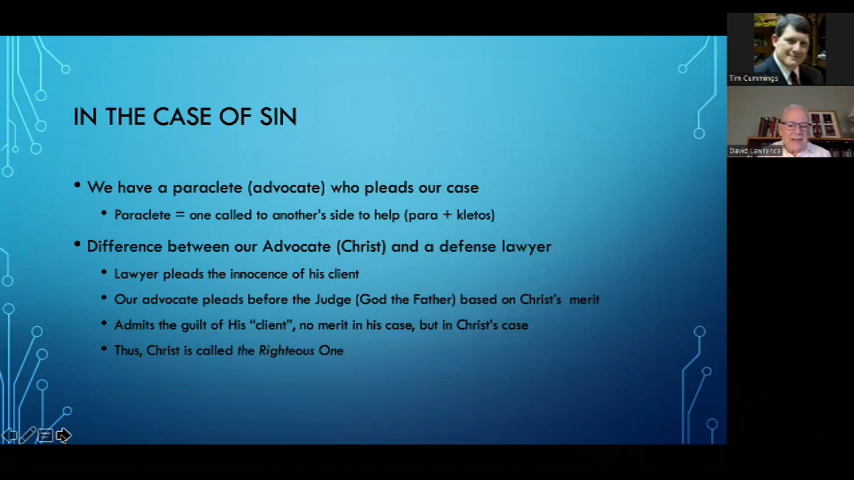 IN THE CASE OF SIN
• We have a paraclete (advocate) who pleads our case
• Paraclete = one called to another's side to help (para + kletos)
• Difference between our Advocate (Christ) and a defense lawyer
• Lawyer pleads the innocence of his client
• Our advocate pleads before the Judge (God the Father) based on Christ's merit
• Admits the guilt of His "client", no merit in his case, but in Christ's case
• Thus, Christ is called the Righteous One
Tim Cummings
David Lawrence